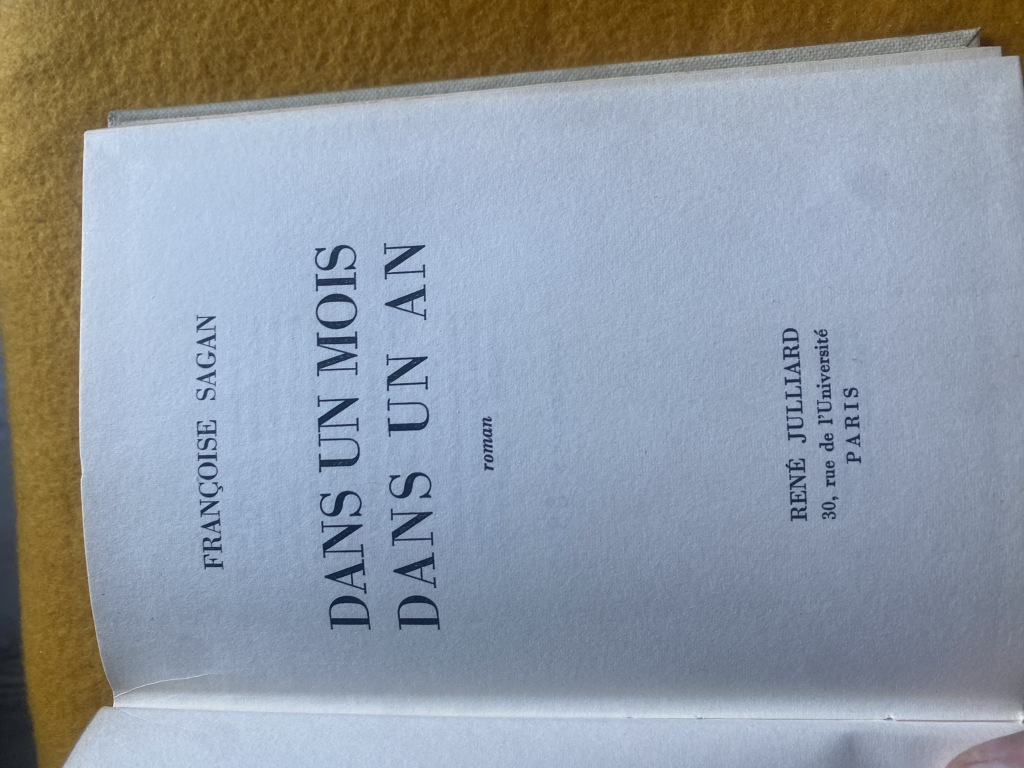 FRANÇOISE SAGAN
DANS UN MOIS
DANS UN AN
roman
RENÉ JULLIARD
30, rue de l'Université
PARIS